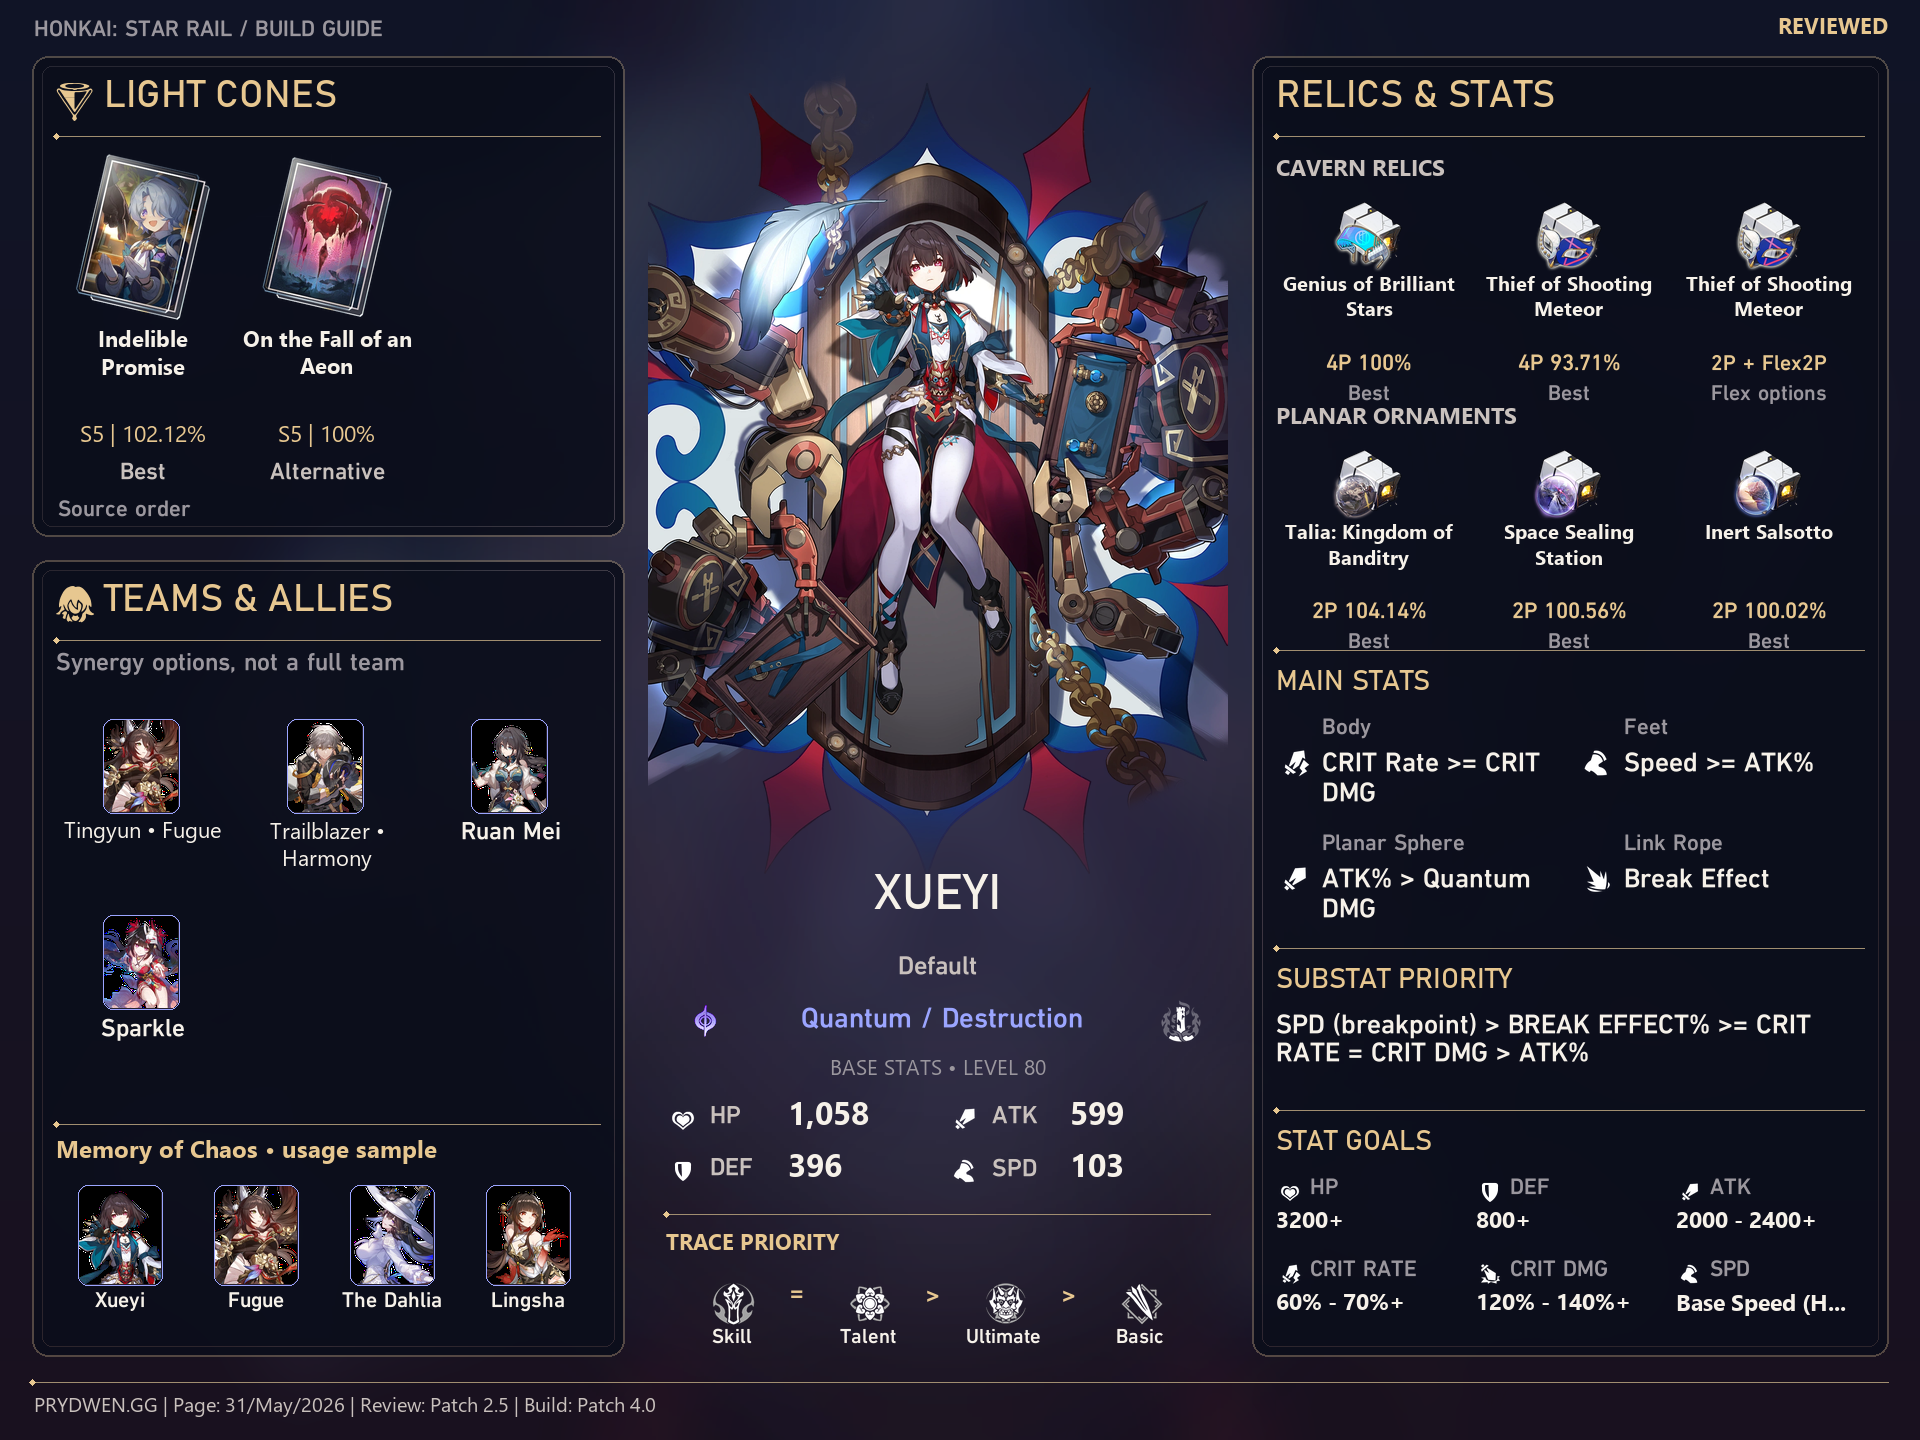 HONKAI: STAR RAIL / BUILD GUIDE
REVIEWED
LIGHT CONES
Indelible
Promise
S5 | 102.12%
Best
On the Fall of an
Aeon
S5 | 100%
Alternative
Source order
TEAMS & ALLIES
Synergy options, not a full team
Tingyun • Fugue
Trailblazer •
Harmony
Ruan Mei
Sparkle
Memory of Chaos • usage sample
Xueyi
Fugue
The Dahlia
Lingsha
XUEYI
Default
Quantum / Destruction
BASE STATS • LEVEL 80
HP 1,058
ATK 599
DEF 396
SPD 103
TRACE PRIORITY
= > >
Skill
Talent
Ultimate
Basic
RELICS & STATS
CAVERN RELICS
Genius of Brilliant
Stars
4P 100%
Best
Thief of Shooting
Meteor
4P 93.71%
Best
Thief of Shooting
Meteor
2P + Flex2P
Flex options
PLANAR ORNAMENTS
Talia: Kingdom of
Banditry
2P 104.14%
Best
Space Sealing
Station
2P 100.56%
Best
Inert Salsotto
2P 100.02%
Best
MAIN STATS
Body
CRIT Rate >= CRIT
DMG
Feet
Speed >= ATK%
Planar Sphere
ATK% > Quantum
DMG
Link Rope
Break Effect
SUBSTAT PRIORITY
SPD (breakpoint) > BREAK EFFECT% >= CRIT
RATE = CRIT DMG > ATK%
STAT GOALS
HP
3200+
DEF
800+
ATK
2000 - 2400+
CRIT RATE
60% - 70%+
CRIT DMG
120% - 140%+
SPD
Base Speed (H...
PRYDWEN.GG | Page: 31/May/2026 | Review: Patch 2.5 | Build: Patch 4.0